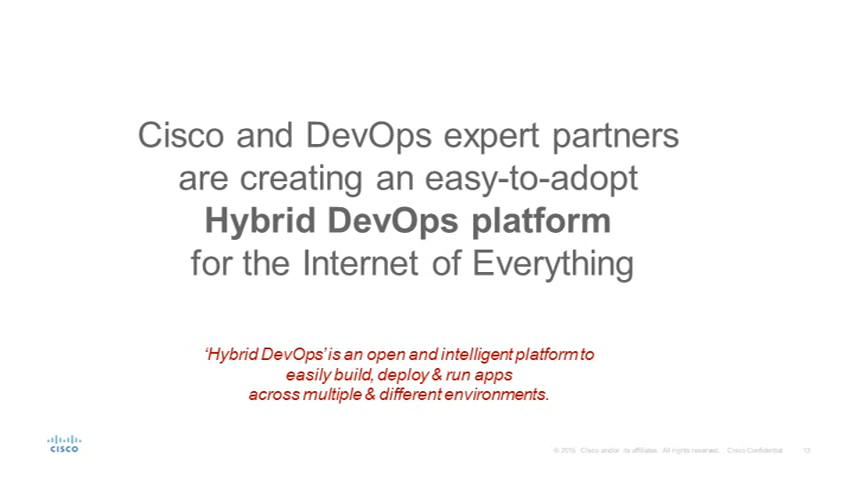 Cisco and DevOps expert partners
are creating an easy-to-adopt
Hybrid DevOps platform
for the Internet of Everything
‘Hybrid DevOps’ is an open and intelligent platform to
easily build, deploy & run apps
across multiple & different environments.
CISCO
© 2015 Cisco and/or its affiliates. All rights reserved. Cisco Confidential 13